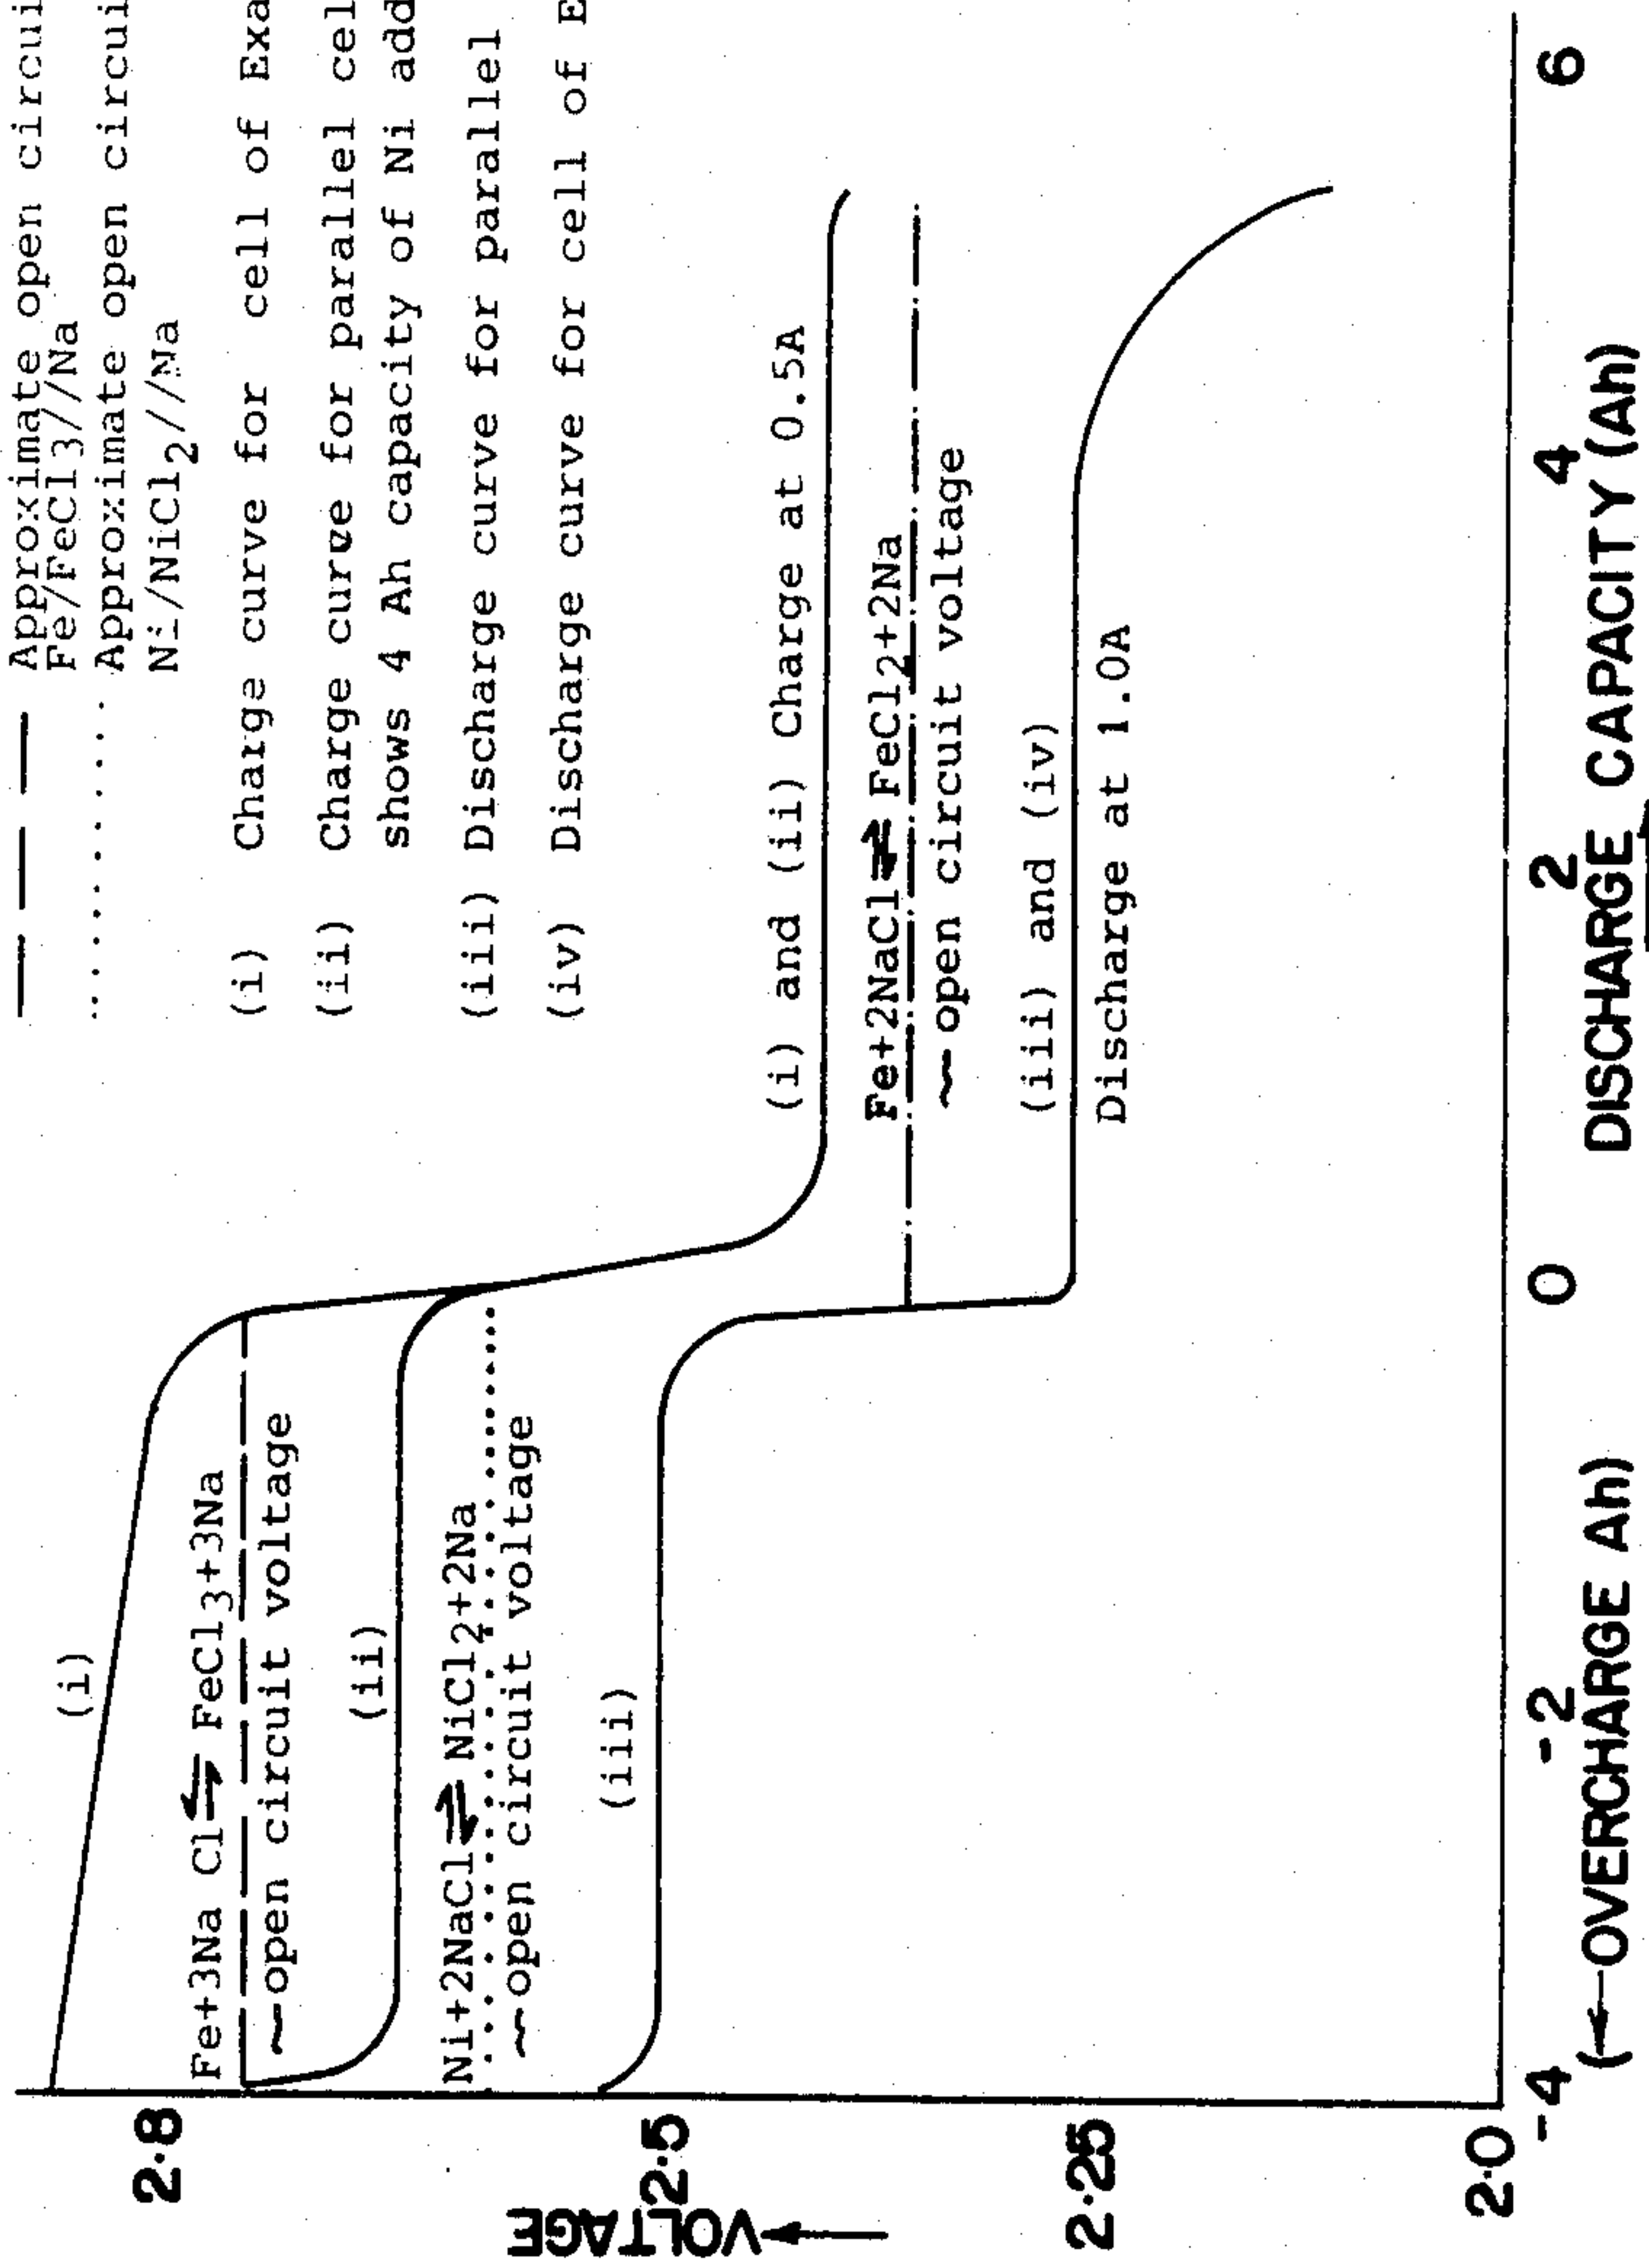 Approximate open circui
Fe/FeCl3//Na
Approximate open circui
Ni/NiCl2//Na
(i) Charge curve for cell of Exa
(ii) Charge curve for parallel cel
shows 4 Ah capacity of Ni add
(iii) Discharge curve for parallel
(iv) Discharge curve for cell of E
(i)
Fe+3Na Cl⇌FeCl3+3Na
~open circuit voltage
(ii)
Ni+2NaCl⇌NiCl2+2Na
~open circuit voltage
(iii)
(i) and (ii) Charge at 0.5A
Fe+2NaCl⇌FeCl2+2Na
~open circuit voltage
(iii) and (iv)
Discharge at 1.0A
VOLTAGE
2.8
2.5
2.25
2.0
-4 -2 0 2 4 6
(←OVERCHARGE Ah) DISCHARGE CAPACITY (Ah)